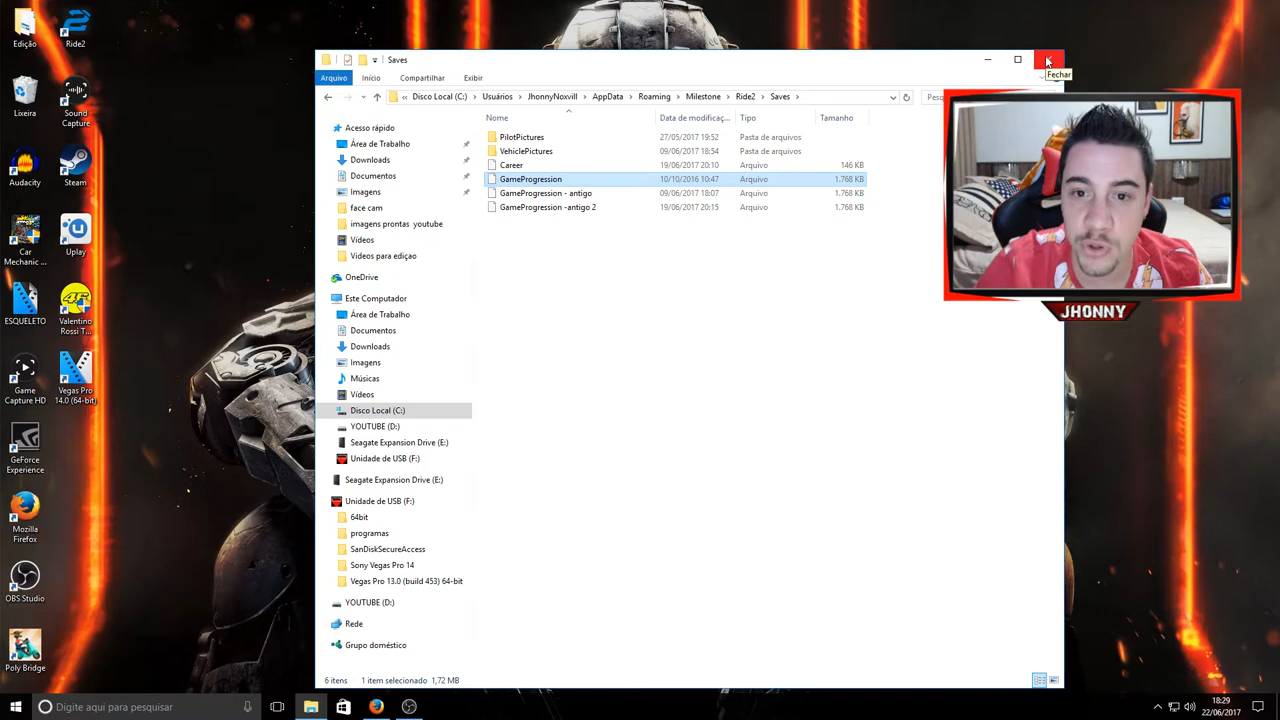 Edição
Ride2
Lixeira
Sound
Capture
Audacity
Steam
Car
Mechanic ...
Uplay
ESQUELETO
Valentino
Rossi T...
Game
Capture HD
Vegas Pro
14.0 (64-bit)
GeForce
Experience
Mozilla
Firefox
OBS Studio
Poly Bridge
Saves
Fechar
Arquivo
Início
Compartilhar
Exibir
« Disco Local (C:) > Usuários > JhonnyNoxvill > AppData > Roaming > Milestone > Ride2 > Saves >
Pesq
Nome
Data de modificaç...
Tipo
Tamanho
PilotPictures 27/05/2017 19:52 Pasta de arquivos
VehiclePictures 09/06/2017 18:54 Pasta de arquivos
Career 19/06/2017 20:10 Arquivo 146 KB
GameProgression 10/10/2016 10:47 Arquivo 1.768 KB
GameProgression - antigo 09/06/2017 18:07 Arquivo 1.768 KB
GameProgression -antigo 2 19/06/2017 20:15 Arquivo 1.768 KB
Acesso rápido
Área de Trabalho
Downloads
Documentos
Imagens
face cam
imagens prontas youtube
Vídeos
Videos para ediçao
OneDrive
Este Computador
Área de Trabalho
Documentos
Downloads
Imagens
Músicas
Vídeos
Disco Local (C:)
YOUTUBE (D:)
Seagate Expansion Drive (E:)
Unidade de USB (F:)
Seagate Expansion Drive (E:)
Unidade de USB (F:)
64bit
programas
SanDiskSecureAccess
Sony Vegas Pro 14
Vegas Pro 13.0 (build 453) 64-bit
YOUTUBE (D:)
Rede
Grupo doméstico
6 itens
1 item selecionado 1,72 MB
JHONNY
Digite aqui para pesquisar
18:29
22/06/2017